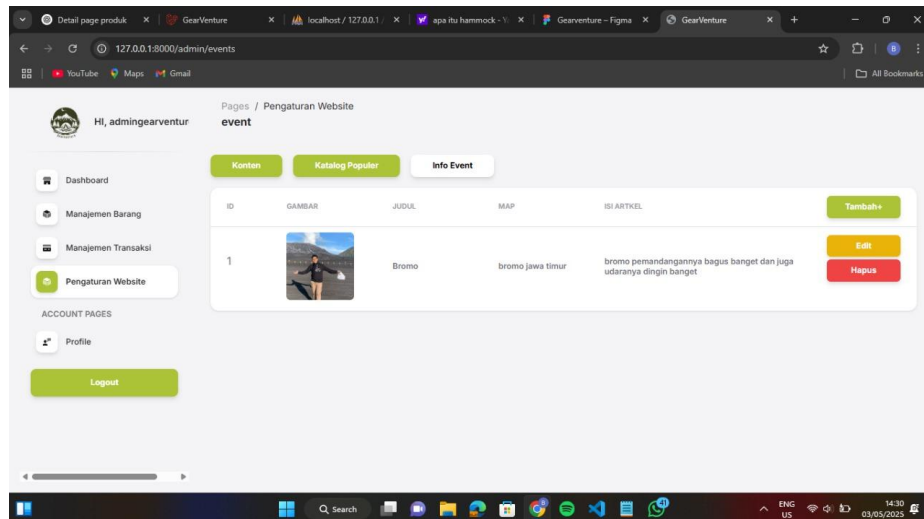 Detail page produk
GearVenture
localhost / 127.0.0.1 /
apa itu hammock - Y
Gearventure – Figma
GearVenture
127.0.0.1:8000/admin/events
B
YouTube
Maps
Gmail
All Bookmarks
HI, admingearventur
Pages / Pengaturan Website
event
Konten
Katalog Populer
Info Event
Dashboard
Manajemen Barang
Manajemen Transaksi
Pengaturan Website
ACCOUNT PAGES
Profile
Logout
ID GAMBAR JUDUL MAP ISI ARTKEL Tambah+
1 Bromo bromo jawa timur bromo pemandangannya bagus banget dan juga
udaranya dingin banget
Edit
Hapus
Search
41
ENG
US
14:30
03/05/2025